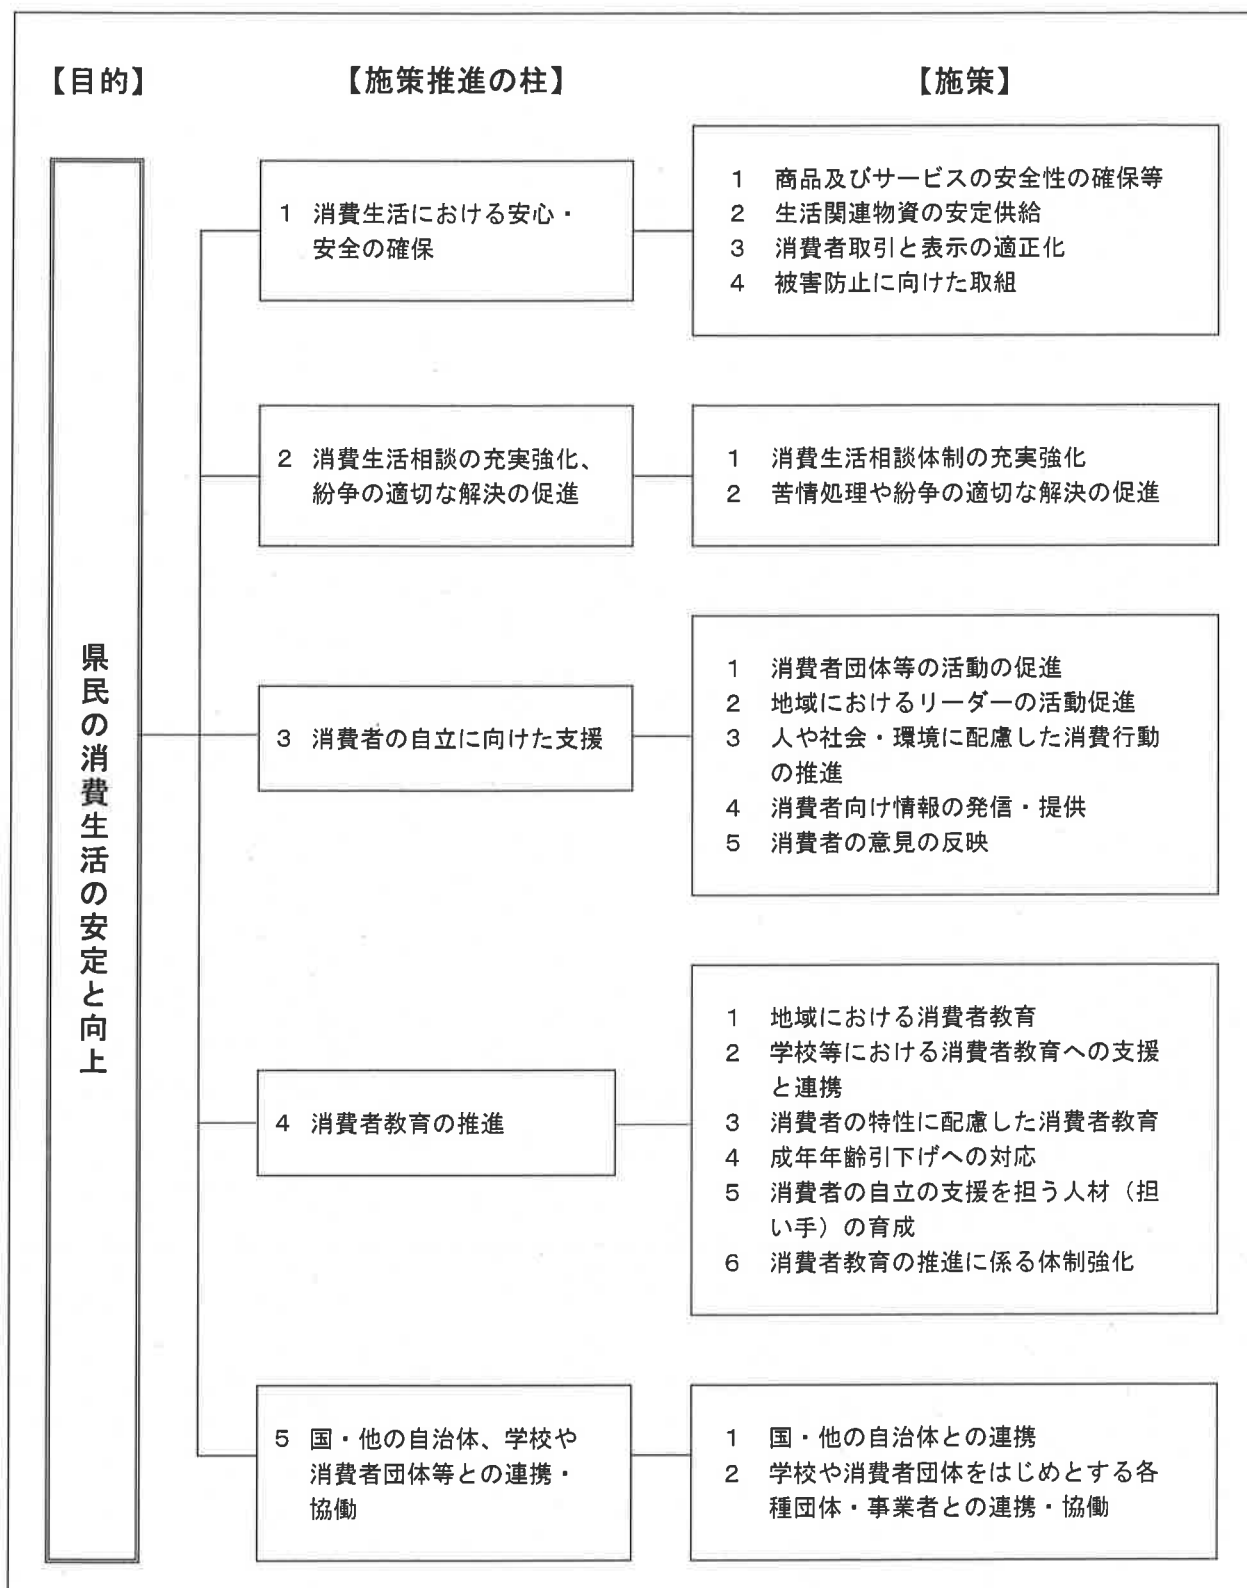 【目的】
【施策推進の柱】
【施策】
県民の消費生活の安定と向上
1 消費生活における安心・
安全の確保
1 商品及びサービスの安全性の確保等
2 生活関連物資の安定供給
3 消費者取引と表示の適正化
4 被害防止に向けた取組
2 消費生活相談の充実強化、
紛争の適切な解決の促進
1 消費生活相談体制の充実強化
2 苦情処理や紛争の適切な解決の促進
3 消費者の自立に向けた支援
1 消費者団体等の活動の促進
2 地域におけるリーダーの活動促進
3 人や社会・環境に配慮した消費行動
の推進
4 消費者向け情報の発信・提供
5 消費者の意見の反映
4 消費者教育の推進
1 地域における消費者教育
2 学校等における消費者教育への支援
と連携
3 消費者の特性に配慮した消費者教育
4 成年年齢引下げへの対応
5 消費者の自立の支援を担う人材（担
い手）の育成
6 消費者教育の推進に係る体制強化
5 国・他の自治体、学校や
消費者団体等との連携・
協働
1 国・他の自治体との連携
2 学校や消費者団体をはじめとする各
種団体・事業者との連携・協働